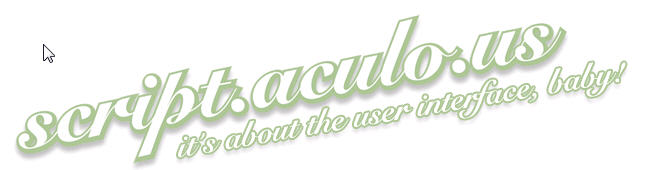 script.aculo.us
it's about the user interface, baby!